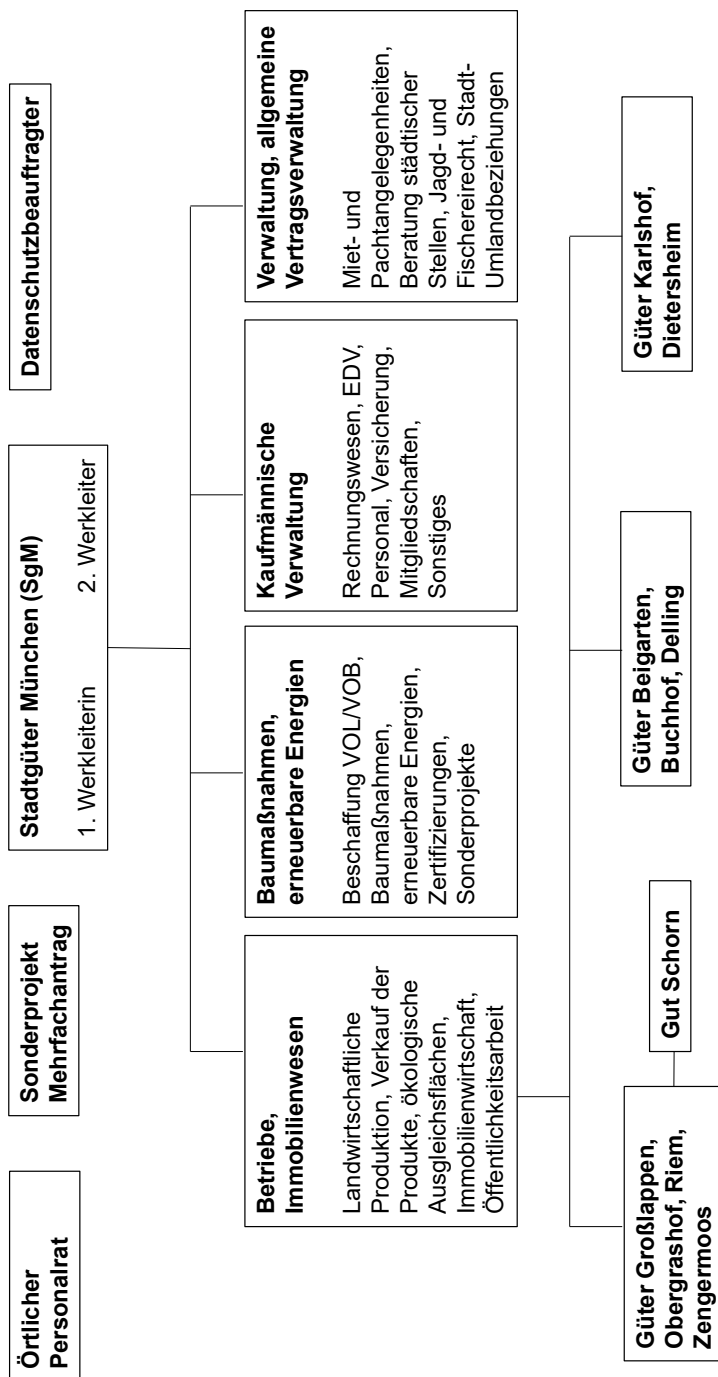 Örtlicher
Personalrat
Sonderprojekt
Mehrfachantrag
Stadtgüter München (SgM)
1. Werkleiterin 2. Werkleiter
Datenschutzbeauftragter
Betriebe,
Immobilienwesen
Landwirtschaftliche
Produktion, Verkauf der
Produkte, ökologische
Ausgleichsflächen,
Immobilienwirtschaft,
Öffentlichkeitsarbeit
Baumaßnahmen,
erneuerbare Energien
Beschaffung VOL/VOB,
Baumaßnahmen,
erneuerbare Energien,
Zertifizierungen,
Sonderprojekte
Kaufmännische
Verwaltung
Rechnungswesen, EDV,
Personal, Versicherung,
Mitgliedschaften,
Sonstiges
Verwaltung, allgemeine
Vertragsverwaltung
Miet- und
Pachtangelegenheiten,
Beratung städtischer
Stellen, Jagd- und
Fischereirecht, Stadt-
Umlandbeziehungen
Güter Großlappen,
Obergrashof, Riem,
Zengermoos
Gut Schorn
Güter Beigarten,
Buchhof, Delling
Güter Karlshof,
Dietersheim